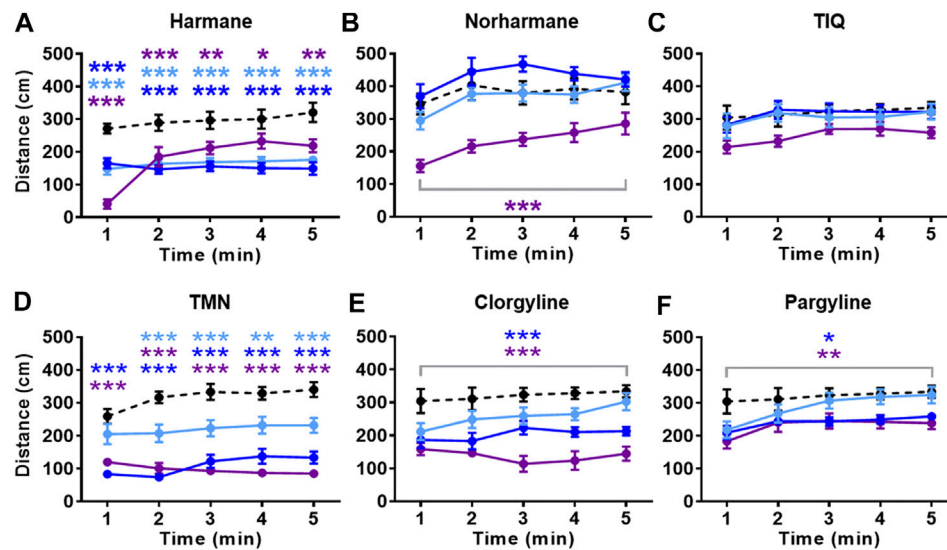 A Harmane
*** *** ** * **
*** *** *** *** ***
*** *** *** *** ***
Distance (cm)
500
400
300
200
100
0
1 2 3 4 5
Time (min)
B Norharmane
500
400
300
200
100
0
***
1 2 3 4 5
Time (min)
C TIQ
500
400
300
200
100
0
1 2 3 4 5
Time (min)
D TMN
*** *** ** ***
*** *** *** *** ***
*** *** *** *** ***
Distance (cm)
500
400
300
200
100
0
1 2 3 4 5
Time (min)
E Clorgyline
***
***
500
400
300
200
100
0
1 2 3 4 5
Time (min)
F Pargyline
*
**
500
400
300
200
100
0
1 2 3 4 5
Time (min)